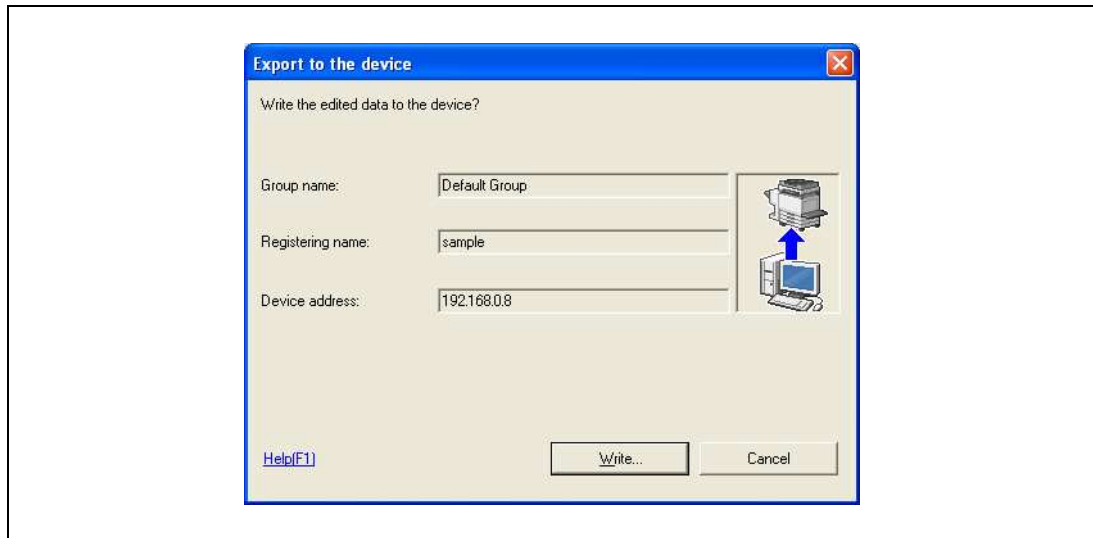 Export to the device
Write the edited data to the device?
Group name: Default Group
Registering name: sample
Device address: 192.168.0.8
Help(F1) Write... Cancel